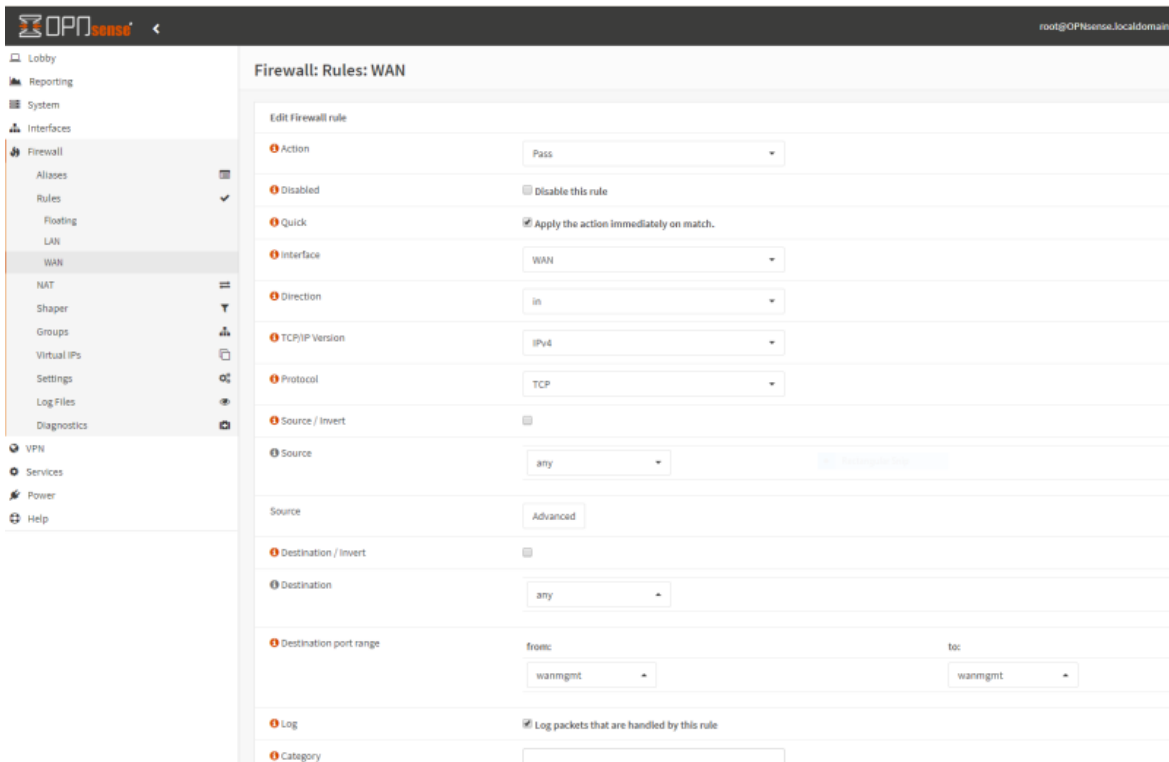 OPNsense
root@OPNsense.localdomain
Lobby
Reporting
System
Interfaces
Firewall
Aliases
Rules
Floating
LAN
WAN
NAT
Shaper
Groups
Virtual IPs
Settings
Log Files
Diagnostics
VPN
Services
Power
Help
Firewall: Rules: WAN
Edit Firewall rule
Action Pass
Disabled Disable this rule
Quick Apply the action immediately on match.
Interface WAN
Direction in
TCP/IP Version IPv4
Protocol TCP
Source / Invert
Source any
Source Advanced
Destination / Invert
Destination any
Destination port range from: to:
wanmgmt wanmgmt
Log Log packets that are handled by this rule
Category